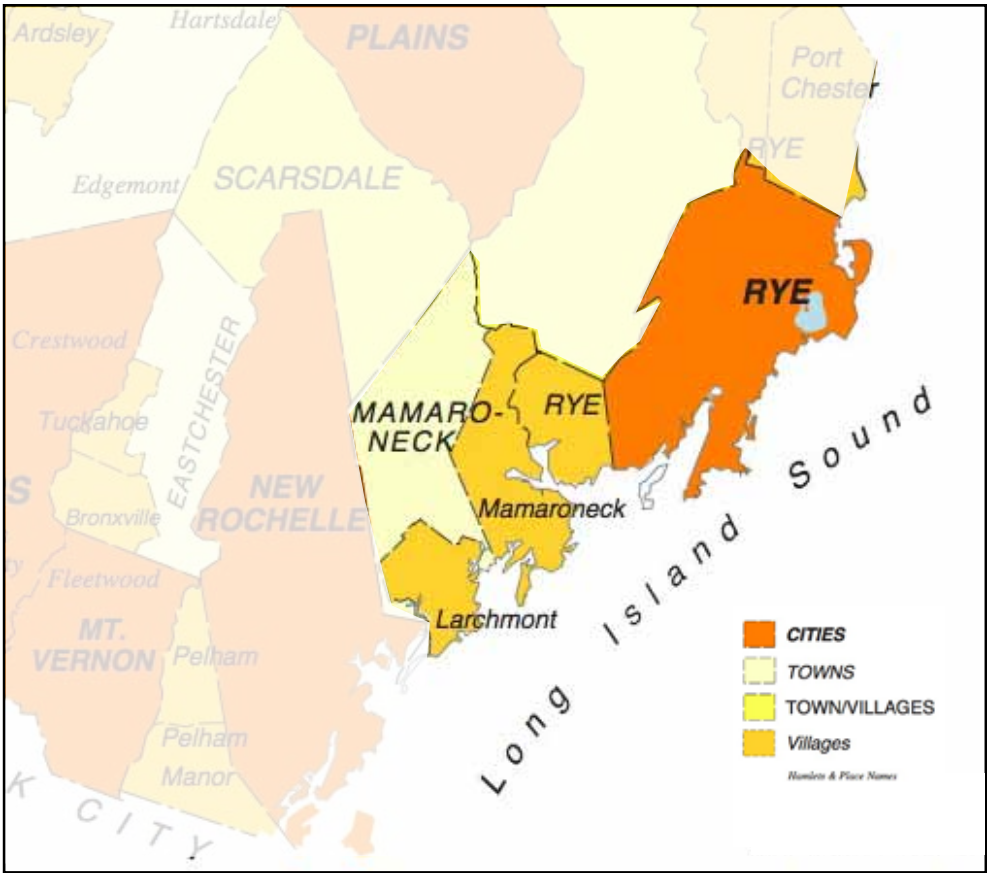 Hartsdale
Ardsley
PLAINS
Port
Chester
RYE
SCARSDALE
Edgemont
RYE
Crestwood
EASTCHESTER
MAMARO-
NECK
RYE
Tuckahoe
NEW
ROCHELLE
S
Bronxville
Mamaroneck
Fleetwood
Larchmont
MT.
VERNON
Pelham
Pelham
Manor
K CITY
Long Island Sound
CITIES
TOWNS
TOWN/VILLAGES
Villages
Hamlets & Place Names